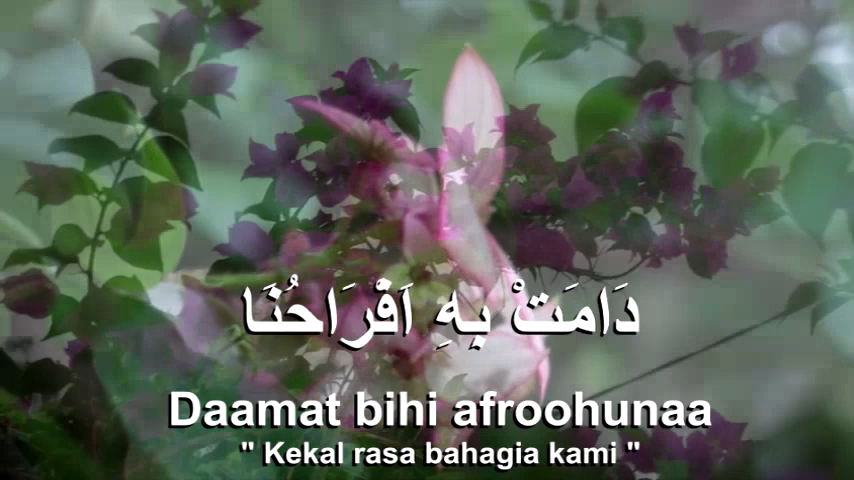 دَامَتْ بِهِ اَفْرَاحُنَا
Daamat bihi afroohunaa
" Kekal rasa bahagia kami "